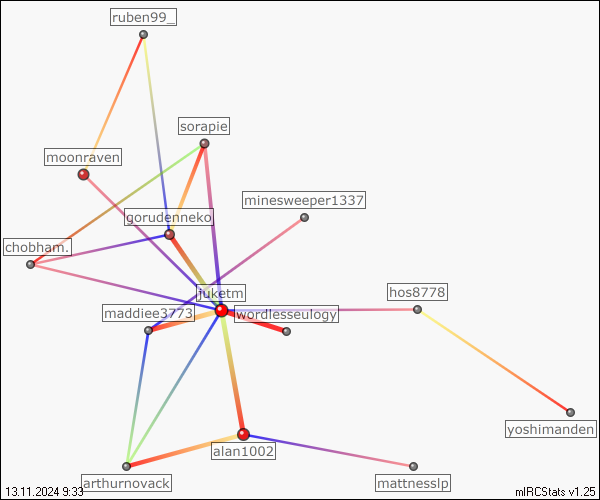 ruben99_
sorapie
moonraven
minesweeper1337
gorudenneko
chobham.
juketm
hos8778
maddiee3773
wordlesseulogy
yoshimanden
alan1002
arthurnovack
mattnesslp
13.11.2024 9:33
mIRCStats v1.25